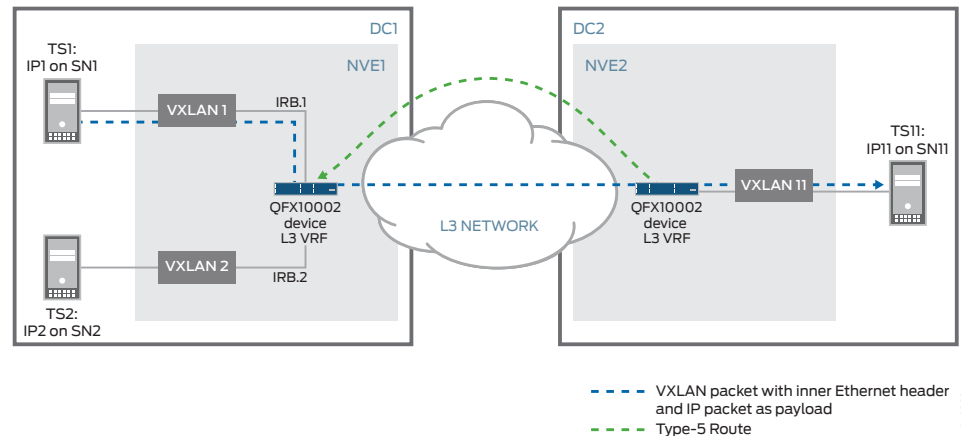 DC1
NVE1
TS1:
IP1 on SN1
VXLAN 1
IRB.1
QFX10002
device
L3 VRF
VXLAN 2
IRB.2
TS2:
IP2 on SN2
L3 NETWORK
DC2
NVE2
QFX10002
device
L3 VRF
VXLAN 11
TS11:
IP11 on SN11
VXLAN packet with inner Ethernet header
and IP packet as payload
Type-5 Route